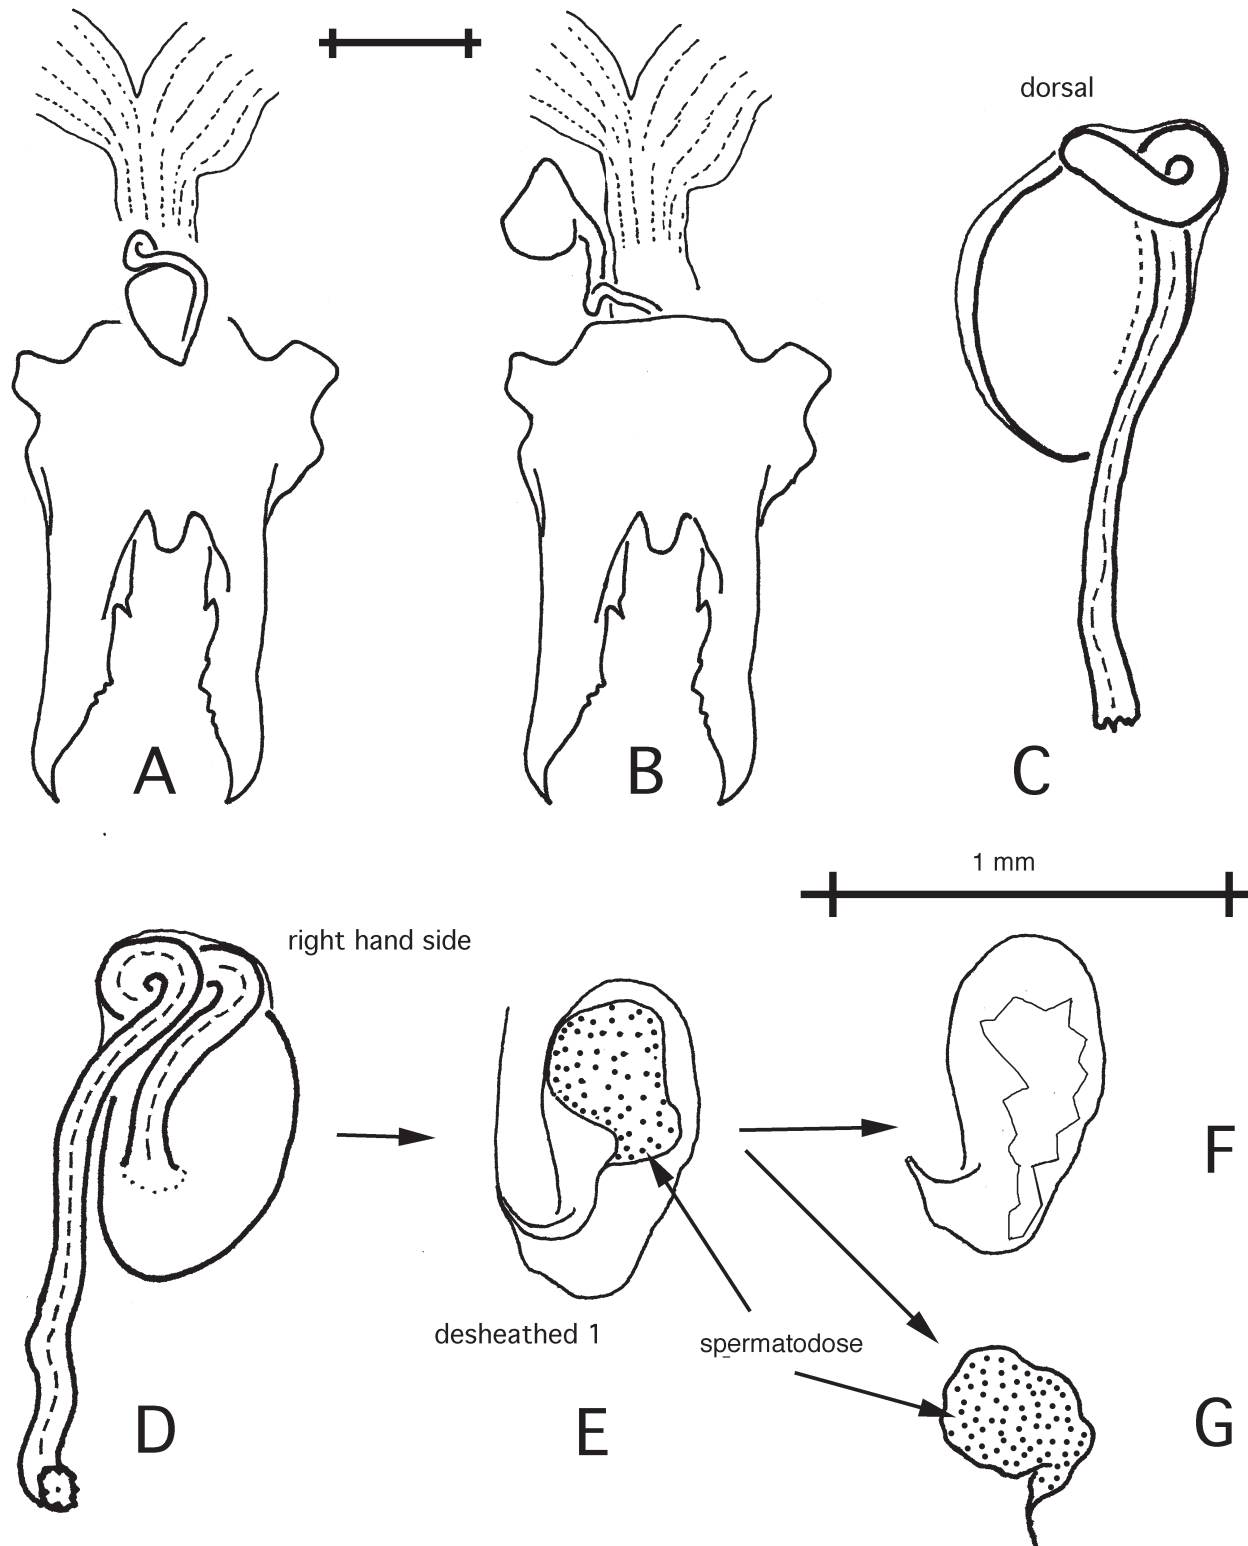 dorsal
A
B
C
1 mm
right hand side
F
desheathed 1
spermatodose
D
E
G